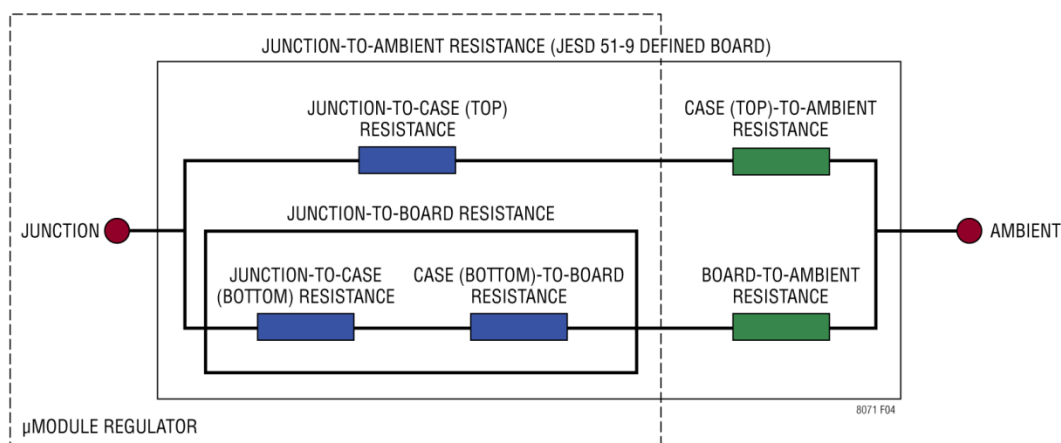 JUNCTION-TO-AMBIENT RESISTANCE (JESD 51-9 DEFINED BOARD)
JUNCTION-TO-CASE (TOP)
RESISTANCE
CASE (TOP)-TO-AMBIENT
RESISTANCE
JUNCTION
JUNCTION-TO-BOARD RESISTANCE
AMBIENT
JUNCTION-TO-CASE
(BOTTOM) RESISTANCE
CASE (BOTTOM)-TO-BOARD
RESISTANCE
BOARD-TO-AMBIENT
RESISTANCE
8071 F04
µMODULE REGULATOR